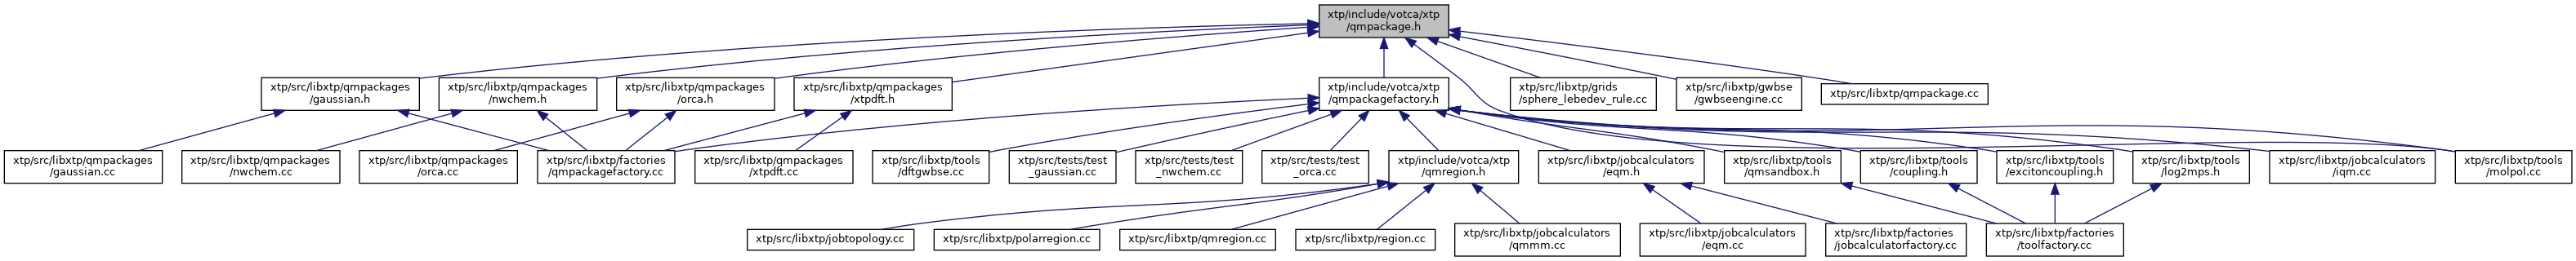 xtp/include/votca/xtp
/qmpackage.h
xtp/src/libxtp/qmpackages
/gaussian.h
xtp/src/libxtp/qmpackages
/nwchem.h
xtp/src/libxtp/qmpackages
/orca.h
xtp/src/libxtp/qmpackages
/xtpdft.h
xtp/include/votca/xtp
/qmpackagefactory.h
xtp/src/libxtp/grids
/sphere_lebedev_rule.cc
xtp/src/libxtp/gwbse
/gwbseengine.cc
xtp/src/libxtp/qmpackage.cc
xtp/src/libxtp/qmpackages
/gaussian.cc
xtp/src/libxtp/qmpackages
/nwchem.cc
xtp/src/libxtp/qmpackages
/orca.cc
xtp/src/libxtp/factories
/qmpackagefactory.cc
xtp/src/libxtp/qmpackages
/xtpdft.cc
xtp/src/libxtp/tools
/dftgwbse.cc
xtp/src/tests/test
_gaussian.cc
xtp/src/tests/test
_nwchem.cc
xtp/src/tests/test
_orca.cc
xtp/include/votca/xtp
/qmregion.h
xtp/src/libxtp/jobcalculators
/eqm.h
xtp/src/libxtp/tools
/qmsandbox.h
xtp/src/libxtp/tools
/coupling.h
xtp/src/libxtp/tools
/excitoncoupling.h
xtp/src/libxtp/tools
/log2mps.h
xtp/src/libxtp/jobcalculators
/iqm.cc
xtp/src/libxtp/tools
/molpol.cc
xtp/src/libxtp/jobtopology.cc
xtp/src/libxtp/polarregion.cc
xtp/src/libxtp/qmregion.cc
xtp/src/libxtp/region.cc
xtp/src/libxtp/jobcalculators
/qmmm.cc
xtp/src/libxtp/jobcalculators
/eqm.cc
xtp/src/libxtp/factories
/jobcalculatorfactory.cc
xtp/src/libxtp/factories
/toolfactory.cc